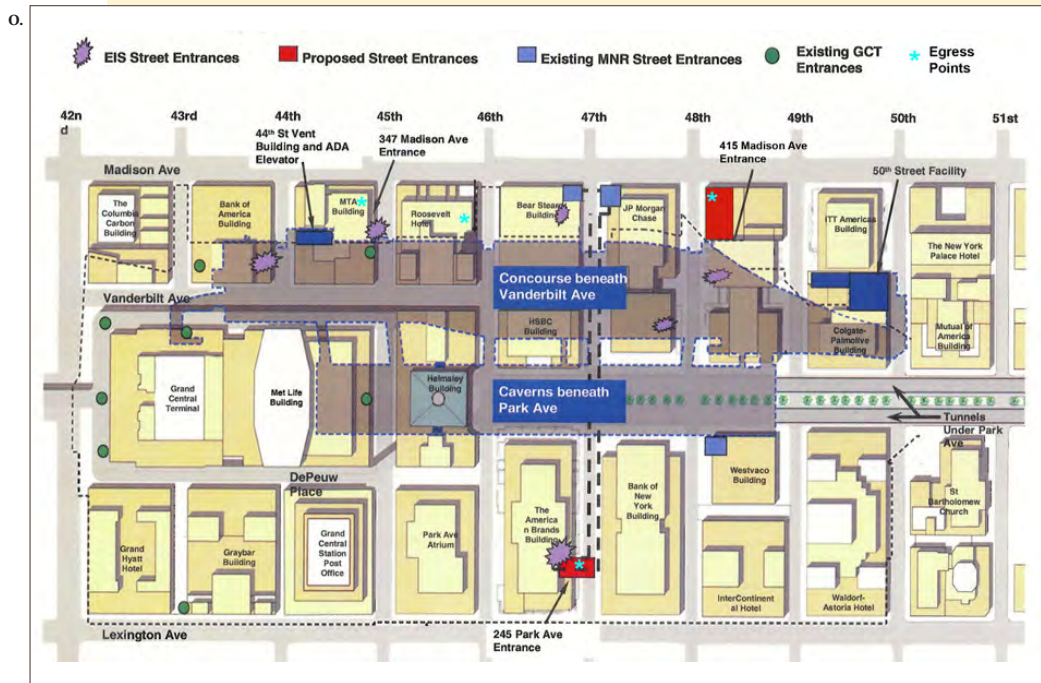 O.
EIS Street Entrances
Proposed Street Entrances
Existing MNR Street Entrances
Existing GCT
Entrances
Egress
Points
42n
d
43rd
44th
45th
46th
47th
48th
49th
50th
51st
44th St Vent
Building and ADA
Elevator
347 Madison Ave
Entrance
415 Madison Ave
Entrance
50th Street Facility
Madison Ave
The
Columbia
Carbon
Building
Bank of
America
Building
MTA
Building
Roosevelt
Hotel
Bear Stearns
Building
JP Morgan
Chase
ITT Americas
Building
The New York
Palace Hotel
Concourse beneath
Vanderbilt Ave
Vanderbilt Ave
HSBC
Building
Colgate-
Palmolive
Building
Mutual of
America
Building
Grand
Central
Terminal
Met Life
Building
Helmsley
Building
Caverns beneath
Park Ave
Tunnels
Under Park
Ave
DePeuw
Place
Westvaco
Building
Grand
Hyatt
Hotel
Graybar
Building
Grand
Central
Station
Post
Office
Park Ave
Atrium
The
America
n Brands
Building
Bank of
New York
Building
InterContinent
al Hotel
Waldorf-
Astoria Hotel
St
Bartholomew
Church
Lexington Ave
245 Park Ave
Entrance